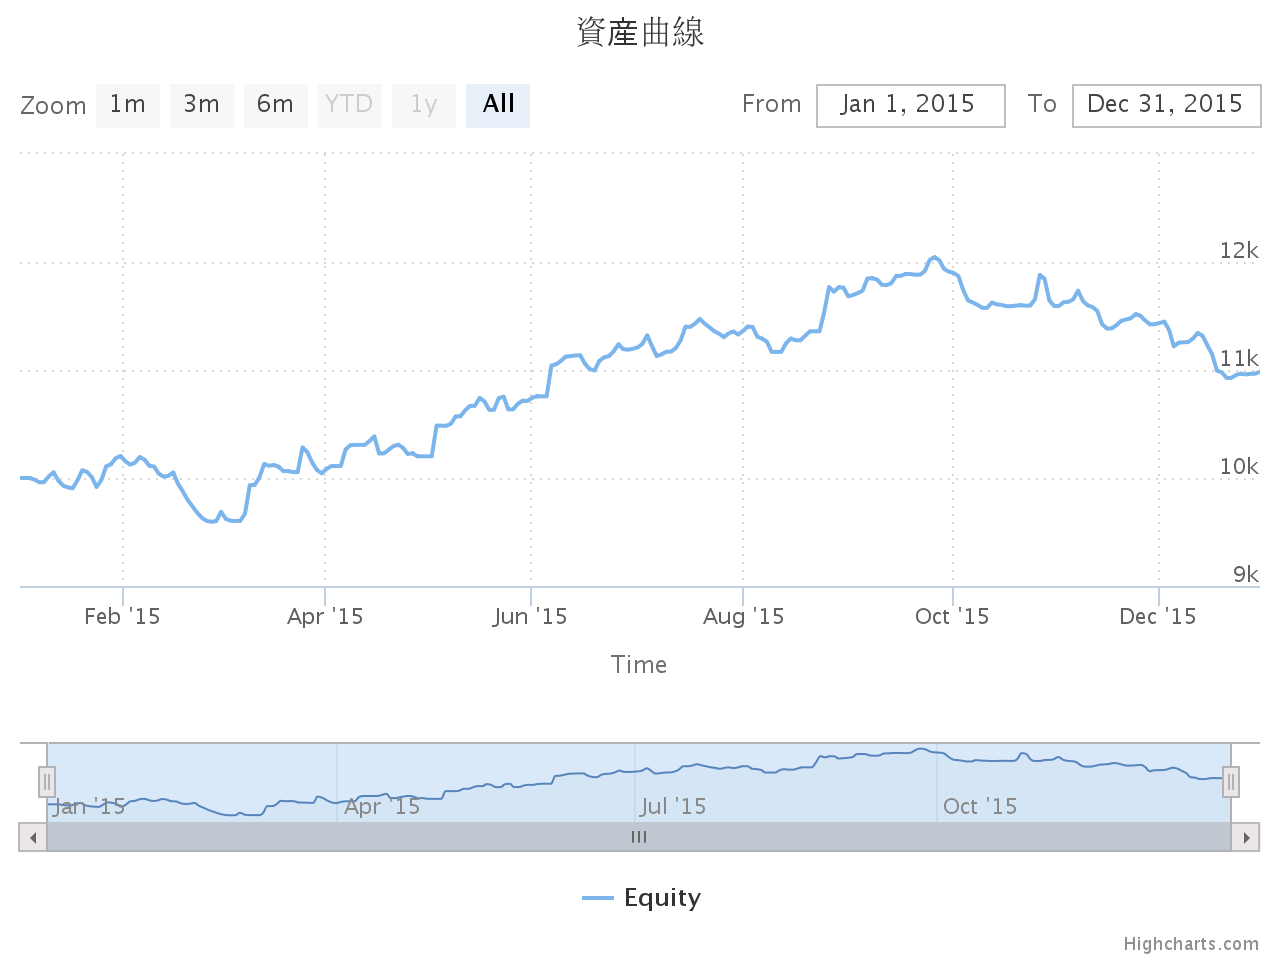 資産曲線
Zoom 1m 3m 6m YTD 1y All From Jan 1, 2015 To Dec 31, 2015
12k
11k
10k
9k
Feb '15 Apr '15 Jun '15 Aug '15 Oct '15 Dec '15
Time
Jan '15 Apr '15 Jul '15 Oct '15
Equity
Highcharts.com